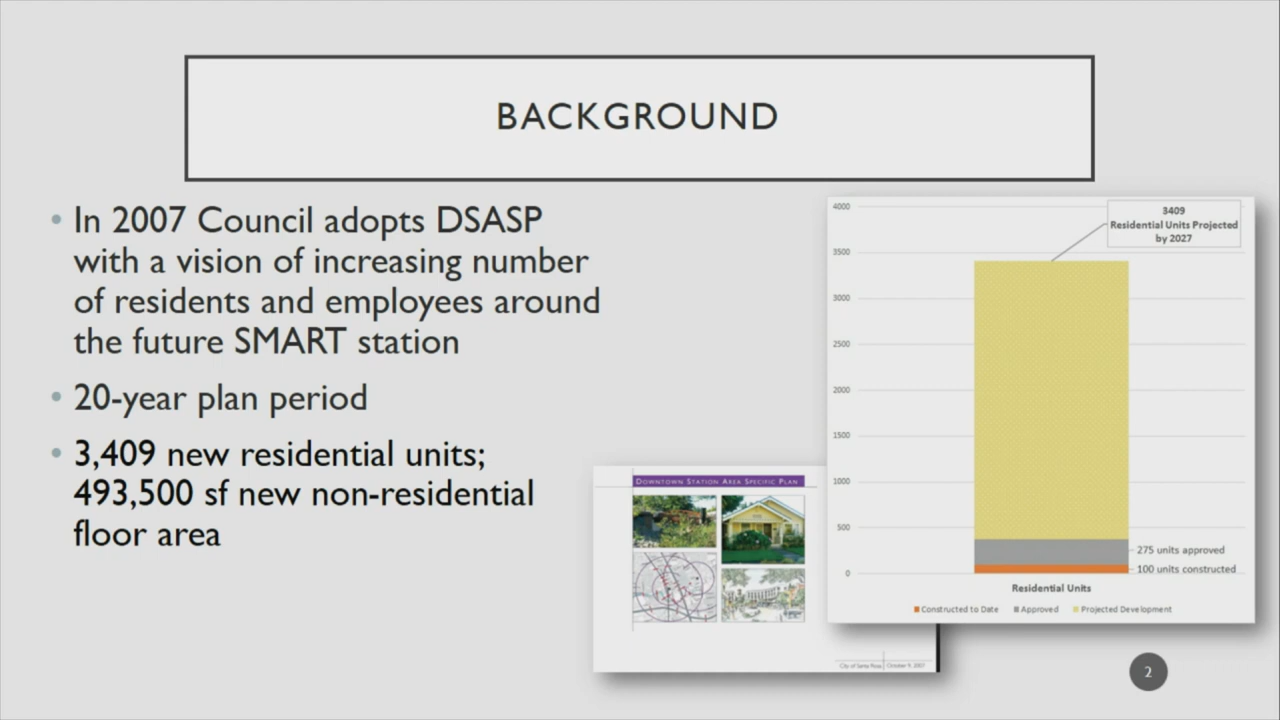 BACKGROUND
• In 2007 Council adopts DSASP
with a vision of increasing number
of residents and employees around
the future SMART station
• 20-year plan period
• 3,409 new residential units;
493,500 sf new non-residential
floor area
DOWNTOWN STATION AREA SPECIFIC PLAN
City of Santa Rosa
October 9, 2007
4000
3500
3000
2500
2000
1500
1000
500
0
3409
Residential Units Projected
by 2027
275 units approved
100 units constructed
Residential Units
Constructed to Date
Approved
Projected Development
2